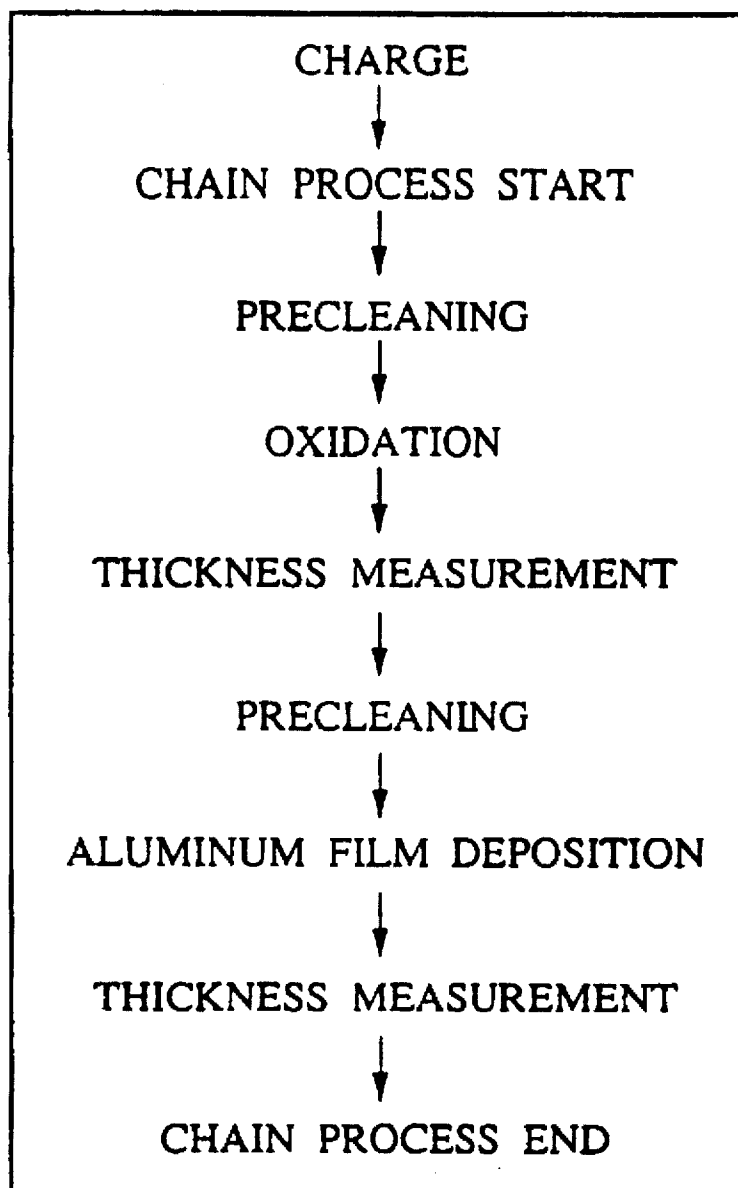 CHARGE
CHAIN PROCESS START
PRECLEANING
OXIDATION
THICKNESS MEASUREMENT
PRECLEANING
ALUMINUM FILM DEPOSITION
THICKNESS MEASUREMENT
CHAIN PROCESS END